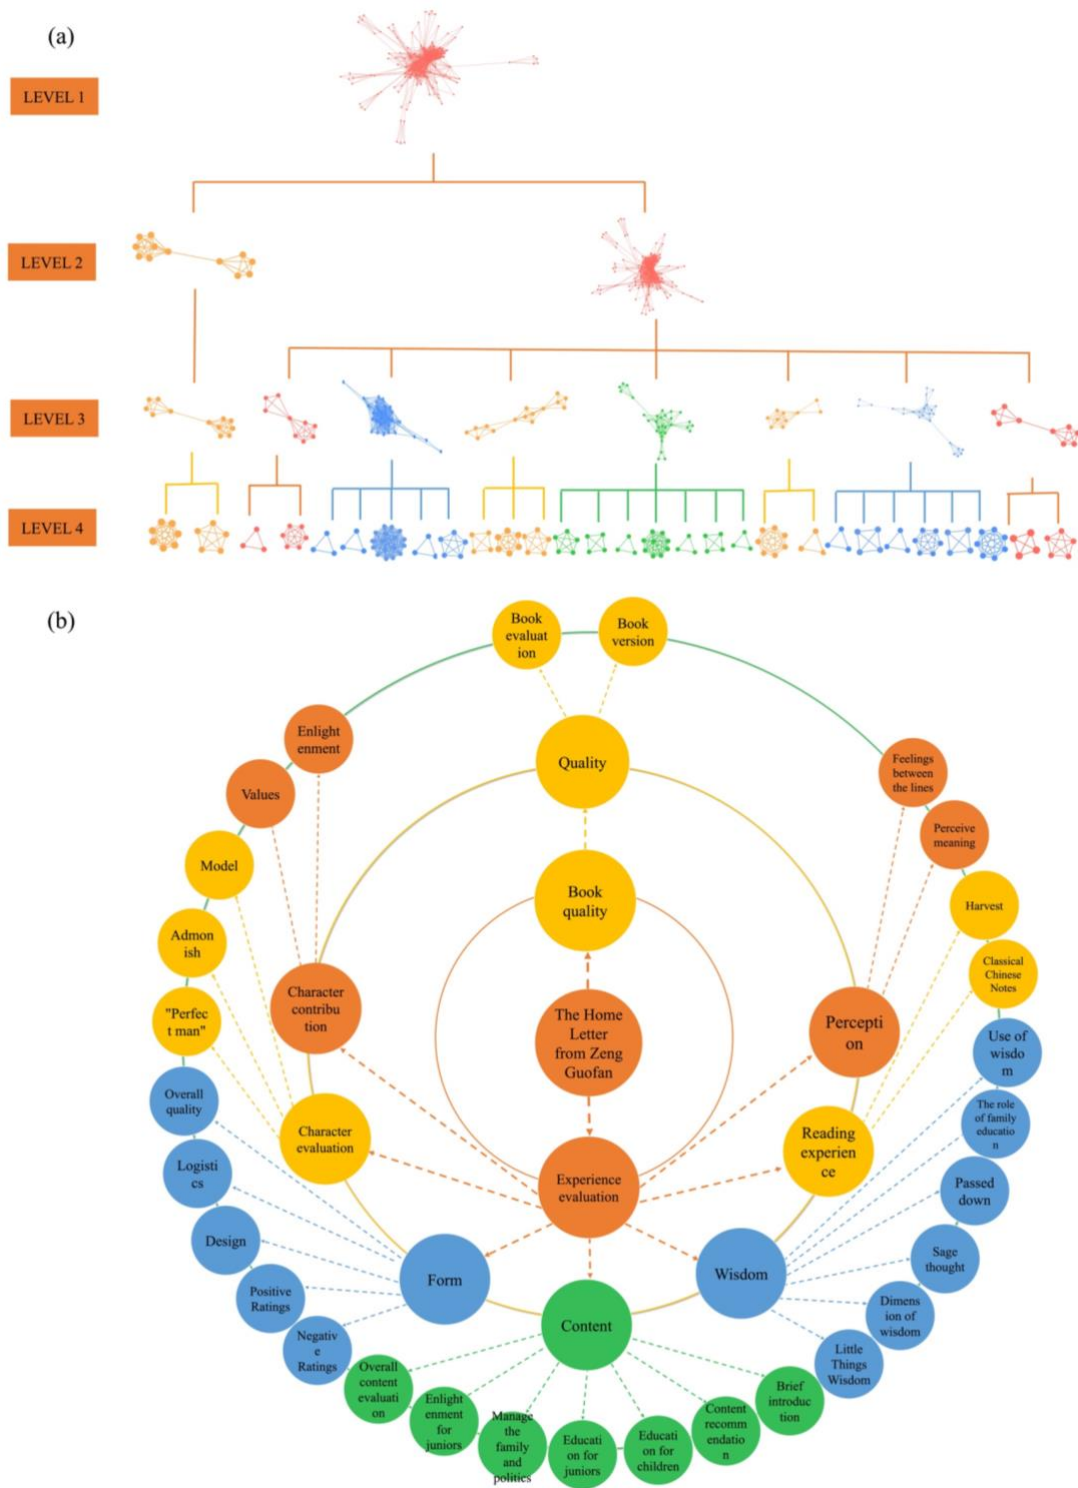 (a)
LEVEL 1
LEVEL 2
LEVEL 3
LEVEL 4
(b)
Book
evaluat
ion
Book
version
Quality
Enlight
enment
Values
Model
Admon
ish
"Perfec
t man"
Feelings
between
the lines
Perceive
meaning
Harvest
Classical
Chinese
Notes
Book
quality
Character
contribu
tion
The Home
Letter
from Zeng
Guofan
Percepti
on
Use of
wisdo
m
Overall
quality
Character
evaluation
Experience
evaluation
Reading
experien
ce
The role
of family
educatio
n
Logisti
cs
Passed
down
Design
Form
Wisdom
Sage
thought
Positive
Ratings
Content
Dimens
ion of
wisdom
Negativ
e
Ratings
Little
Things
Wisdom
Overall
content
evaluati
on
Enlight
enment
for
juniors
Manage
the
family
and
politics
Educati
on for
juniors
Educati
on for
children
Content
recomm
endatio
n
Brief
introduc
tion